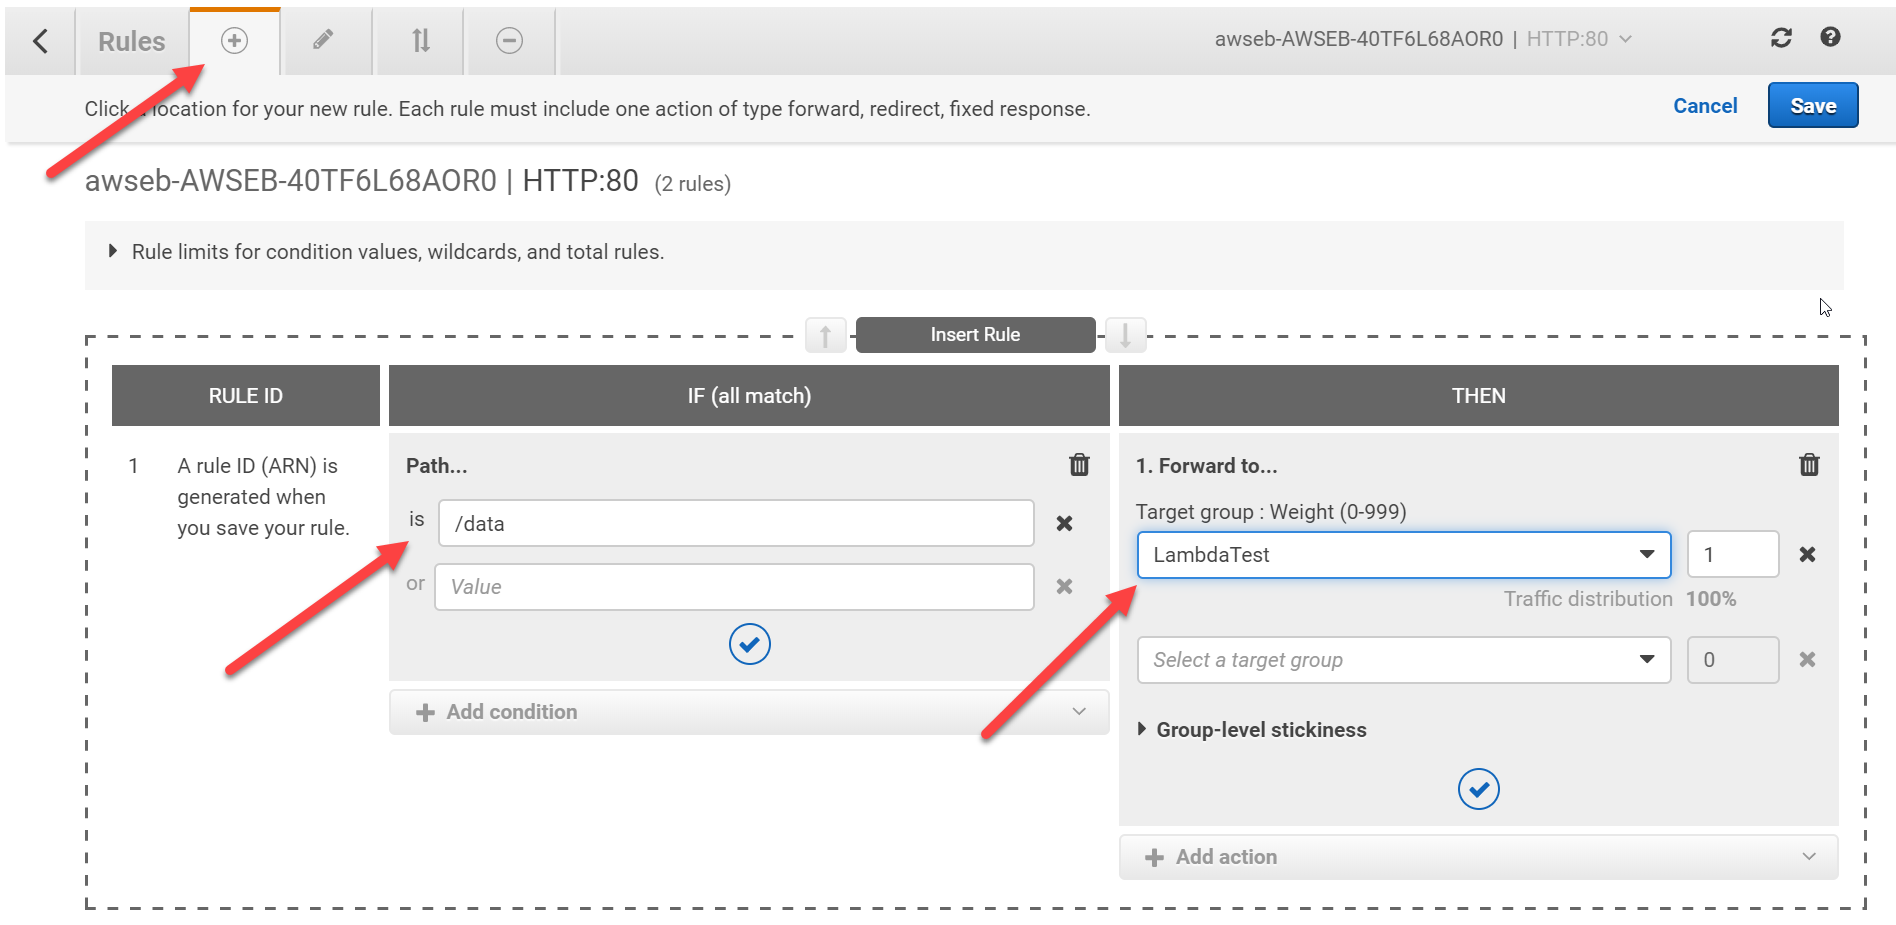 Rules
awseb-AWSEB-40TF6L68AOR0 | HTTP:80
Click a location for your new rule. Each rule must include one action of type forward, redirect, fixed response.
Cancel
Save
awseb-AWSEB-40TF6L68AOR0 | HTTP:80 (2 rules)
Rule limits for condition values, wildcards, and total rules.
Insert Rule
RULE ID
IF (all match)
THEN
1
A rule ID (ARN) is
generated when
you save your rule.
Path...
is
/data
or
Value
Add condition
1. Forward to...
Target group : Weight (0-999)
LambdaTest
1
Traffic distribution 100%
Select a target group
0
Group-level stickiness
Add action